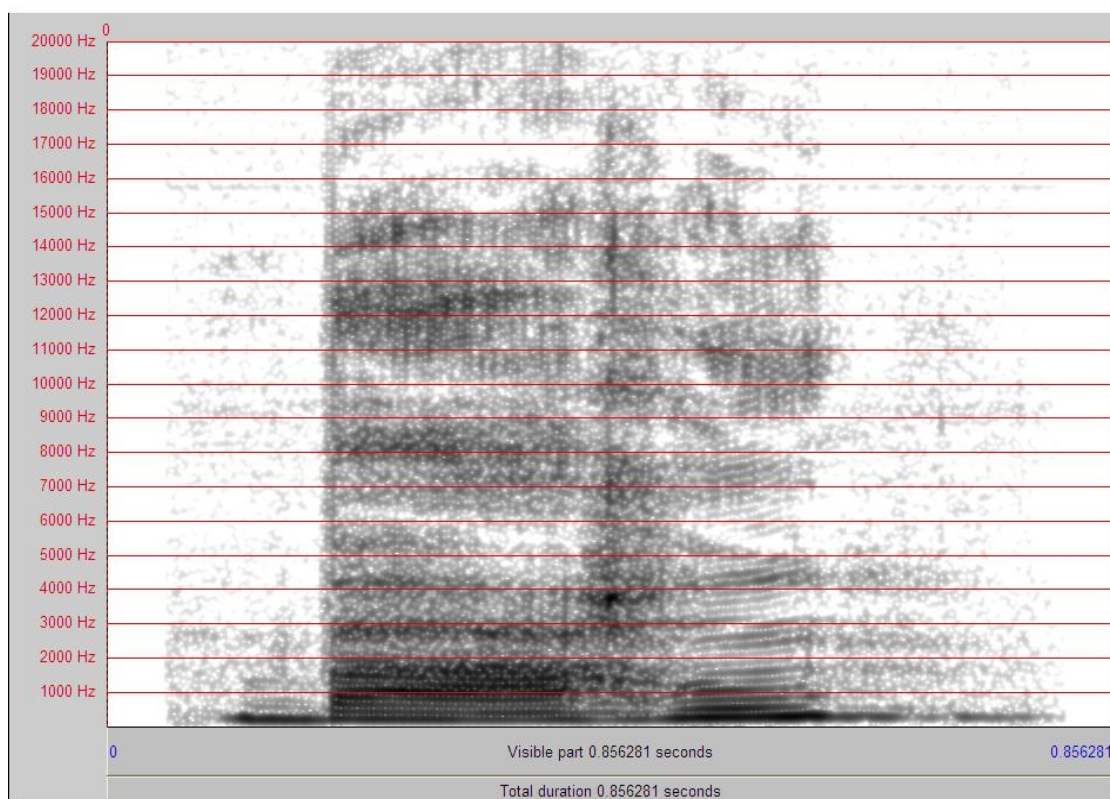 0
20000 Hz
19000 Hz
18000 Hz
17000 Hz
16000 Hz
15000 Hz
14000 Hz
13000 Hz
12000 Hz
11000 Hz
10000 Hz
9000 Hz
8000 Hz
7000 Hz
6000 Hz
5000 Hz
4000 Hz
3000 Hz
2000 Hz
1000 Hz
0 Visible part 0.856281 seconds 0.856281
Total duration 0.856281 seconds